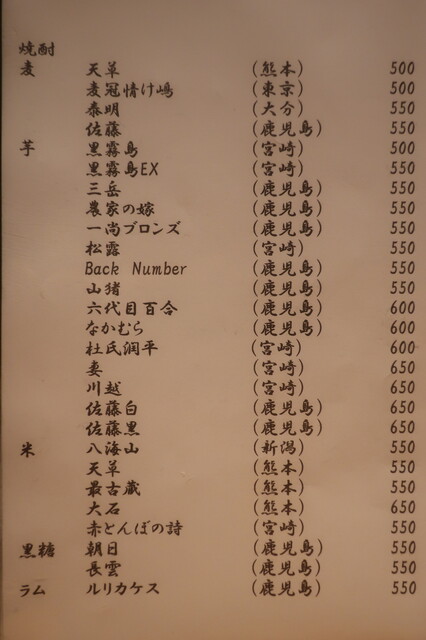 焼酎
麦 天草 (熊本) 500
麦冠情け嶋 (東京) 500
泰明 (大分) 550
佐藤 (鹿児島) 550
芋 黒霧島 (宮崎) 500
黒霧島EX (宮崎) 550
三岳 (鹿児島) 550
農家の嫁 (鹿児島) 550
一尚ブロンズ (鹿児島) 550
松露 (宮崎) 550
Back Number (鹿児島) 550
山猪 (鹿児島) 550
六代目百合 (鹿児島) 600
なかむら (鹿児島) 600
杜氏潤平 (宮崎) 600
妻 (宮崎) 650
川越 (宮崎) 650
佐藤白 (鹿児島) 650
佐藤黒 (鹿児島) 650
米 八海山 (新潟) 550
天草 (熊本) 550
最古蔵 (熊本) 550
大石 (熊本) 650
赤とんぼの詩 (宮崎) 550
黒糖 朝日 (鹿児島) 550
長雲 (鹿児島) 550
ラム ルリカケス (鹿児島) 550